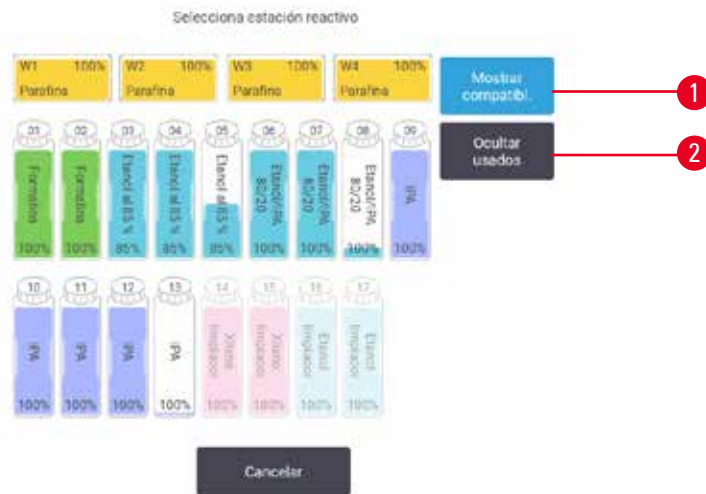 Selecciona estación reactivo
W1 100%
Parafina
W2 100%
Parafina
W3 100%
Parafina
W4 100%
Parafina
Mostrar
compatibl.
1
Ocultar
usados
2
01
Formalina
100%
02
Formalina
100%
03
Etanol al 85 %
85%
04
Etanol al 85 %
85%
05
Etanol al 85 %
85%
06
Etanol/IPA
80/20
100%
07
Etanol/IPA
80/20
100%
08
Etanol/IPA
80/20
100%
09
IPA
100%
10
IPA
100%
11
IPA
100%
12
IPA
100%
13
IPA
100%
14
Xileno
limpiador
100%
15
Xileno
limpiador
100%
16
Etanol
limpiador
100%
17
Etanol
limpiador
100%
Cancelar